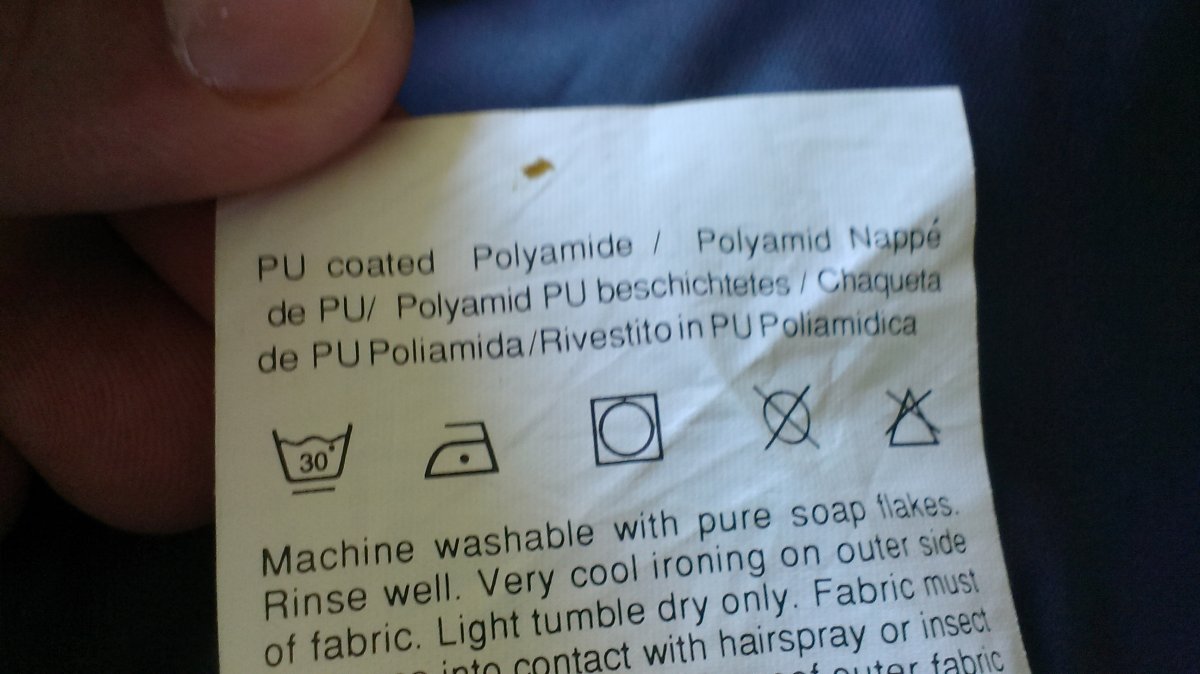 PU coated Polyamide / Polyamid Nappé
de PU/ Polyamid PU beschichtetes / Chaqueta
de PU Poliamida/Rivestito in PU Poliamidica
30°
Machine washable with pure soap flakes.
Rinse well. Very cool ironing on outer side
of fabric. Light tumble dry only. Fabric must
into contact with hairspray or insect
of outer fabric